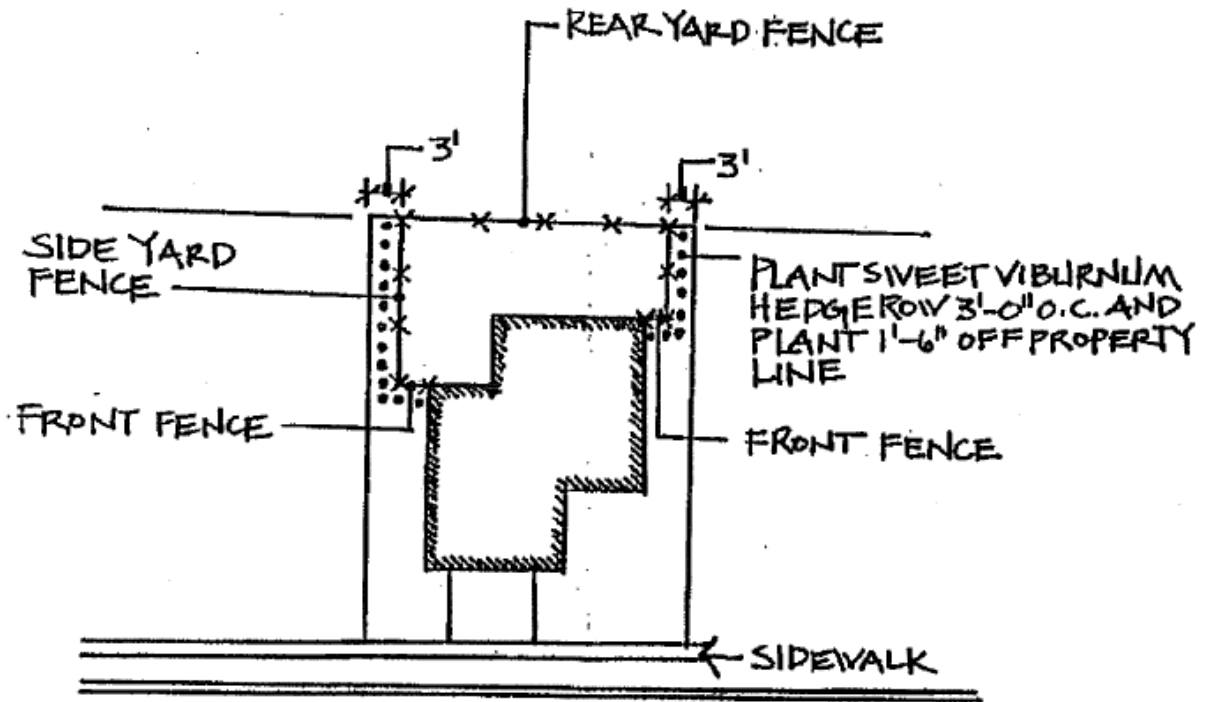 REAR YARD FENCE
3'
3'
SIDE YARD
FENCE
PLANT SWEET VIBURNUM
HEDGEROW 3'-0" O.C. AND
PLANT 1'-6" OFF PROPERTY
LINE
FRONT FENCE
FRONT FENCE
SIDEWALK